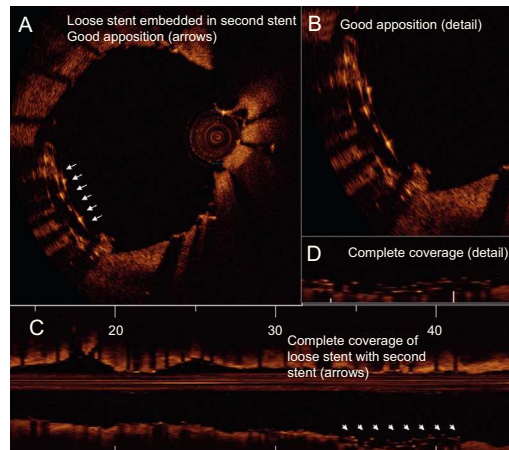 A
Loose stent embedded in second stent
Good apposition (arrows)
B
Good apposition (detail)
D
Complete coverage (detail)
C
20
30
40
Complete coverage of
loose stent with second
stent (arrows)